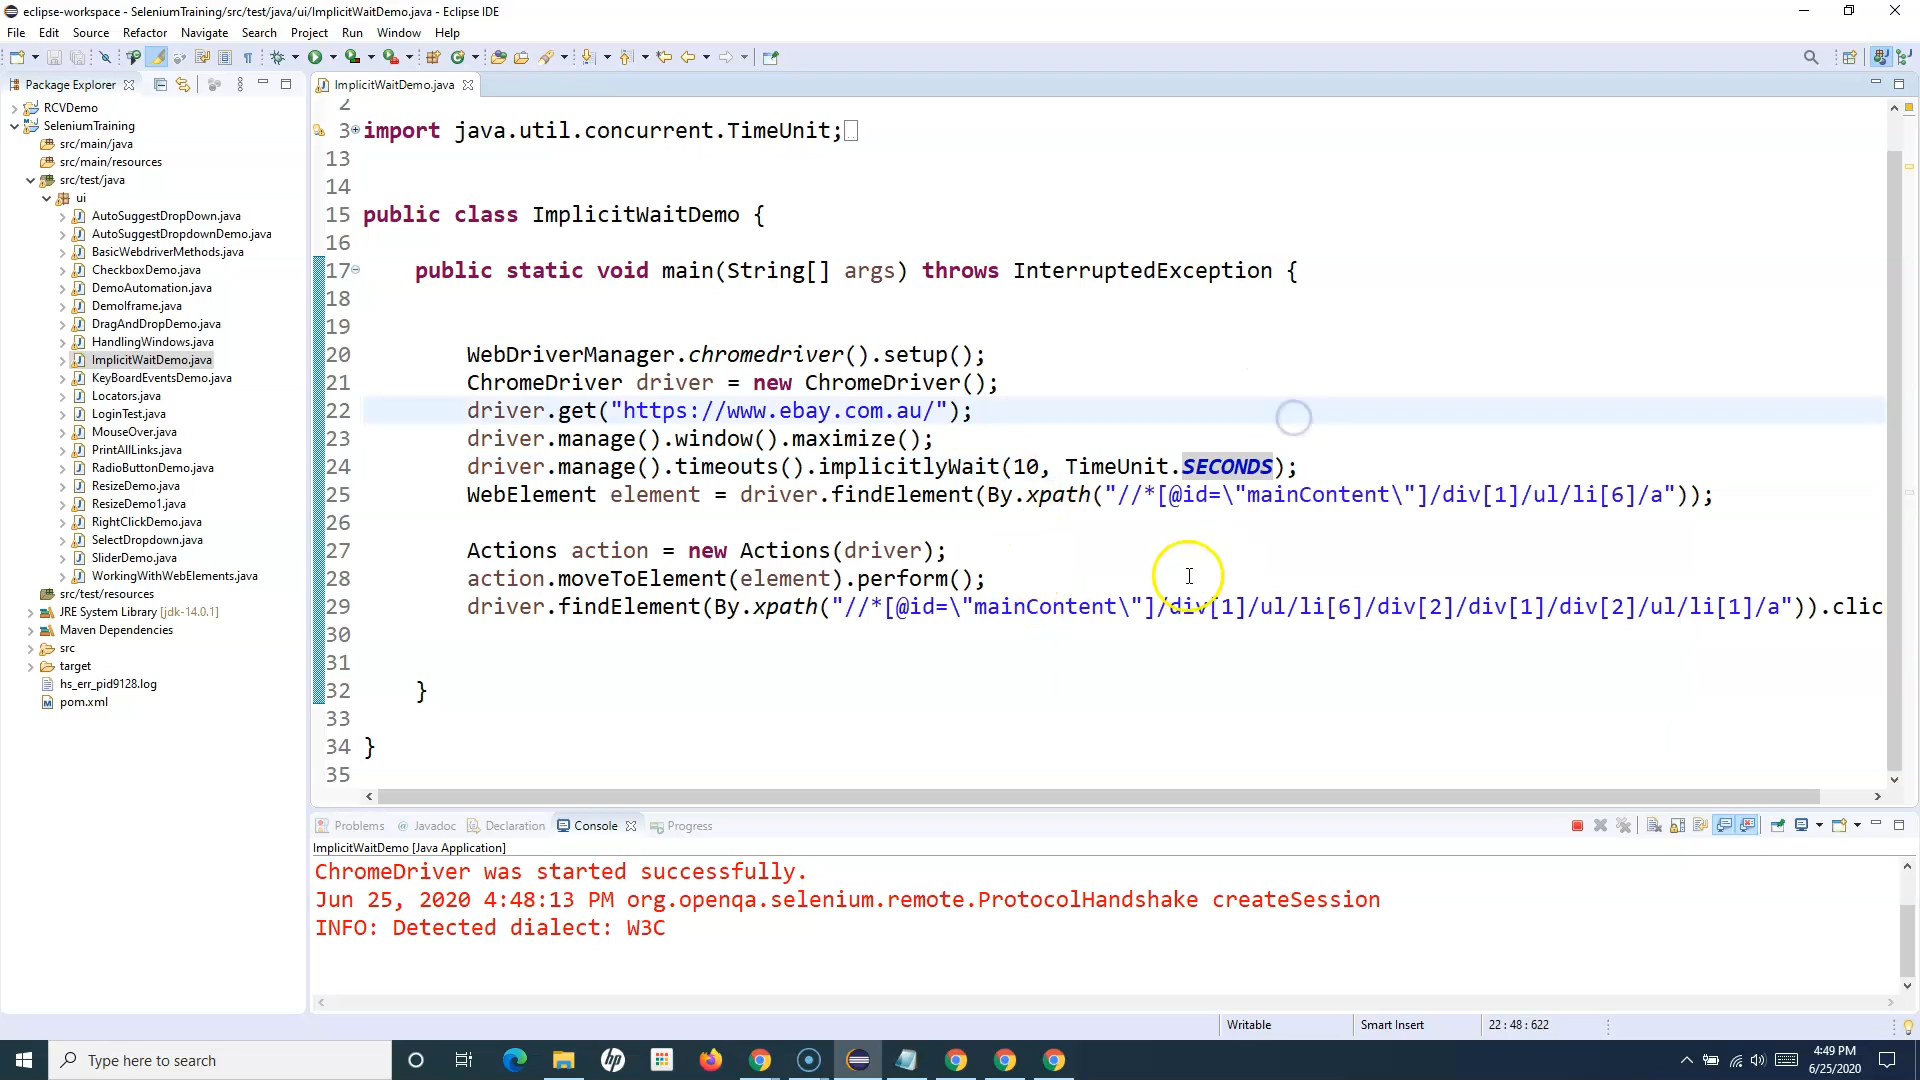 eclipse-workspace - SeleniumTraining/src/test/java/ui/ImplicitWaitDemo.java - Eclipse IDE
File Edit Source Refactor Navigate Search Project Run Window Help
Package Explorer
RCVDemo
SeleniumTraining
src/main/java
src/main/resources
src/test/java
ui
AutoSuggestDropDown.java
AutoSuggestDropdownDemo.java
BasicWebdriverMethods.java
CheckboxDemo.java
DemoAutomation.java
DemoIframe.java
DragAndDropDemo.java
HandlingWindows.java
ImplicitWaitDemo.java
KeyBoardEventsDemo.java
Locators.java
LoginTest.java
MouseOver.java
PrintAllLinks.java
RadioButtonDemo.java
ResizeDemo.java
ResizeDemo1.java
RightClickDemo.java
SelectDropdown.java
SliderDemo.java
WorkingWithWebElements.java
src/test/resources
JRE System Library [jdk-14.0.1]
Maven Dependencies
src
target
hs_err_pid9128.log
pom.xml
ImplicitWaitDemo.java
2
3 import java.util.concurrent.TimeUnit;
13
14
15 public class ImplicitWaitDemo {
16
17 public static void main(String[] args) throws InterruptedException {
18
19
20 WebDriverManager.chromedriver().setup();
21 ChromeDriver driver = new ChromeDriver();
22 driver.get("https://www.ebay.com.au/");
23 driver.manage().window().maximize();
24 driver.manage().timeouts().implicitlyWait(10, TimeUnit.SECONDS);
25 WebElement element = driver.findElement(By.xpath("//*[@id=\"mainContent\"]/div[1]/ul/li[6]/a"));
26
27 Actions action = new Actions(driver);
28 action.moveToElement(element).perform();
29 driver.findElement(By.xpath("//*[@id=\"mainContent\"]/div[1]/ul/li[6]/div[2]/div[1]/div[2]/ul/li[1]/a")).clic
30
31
32 }
33
34 }
35
Problems Javadoc Declaration Console Progress
ImplicitWaitDemo [Java Application]
ChromeDriver was started successfully.
Jun 25, 2020 4:48:13 PM org.openqa.selenium.remote.ProtocolHandshake createSession
INFO: Detected dialect: W3C
Writable Smart Insert 22 : 48 : 622
Type here to search
hp
4:49 PM
6/25/2020